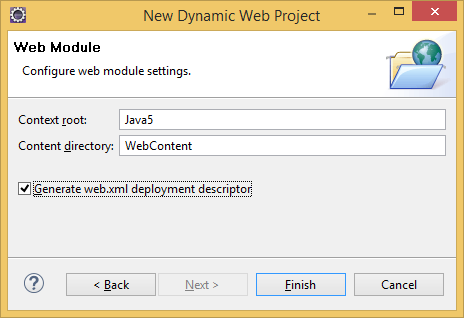 New Dynamic Web Project
Web Module
Configure web module settings.
Context root: Java5
Content directory: WebContent
Generate web.xml deployment descriptor
? < Back Next > Finish Cancel